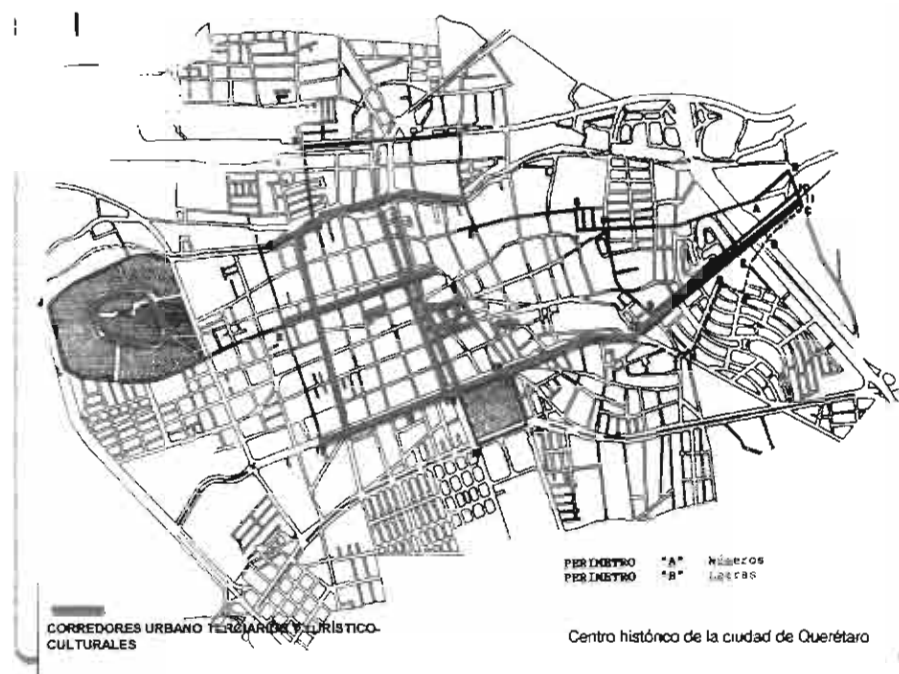 PERIMETRO "A" Números
PERIMETRO "B" Letras
CORREDORES URBANO TERCIARIOS Y TURÍSTICO-
CULTURALES
Centro histórico de la ciudad de Querétaro